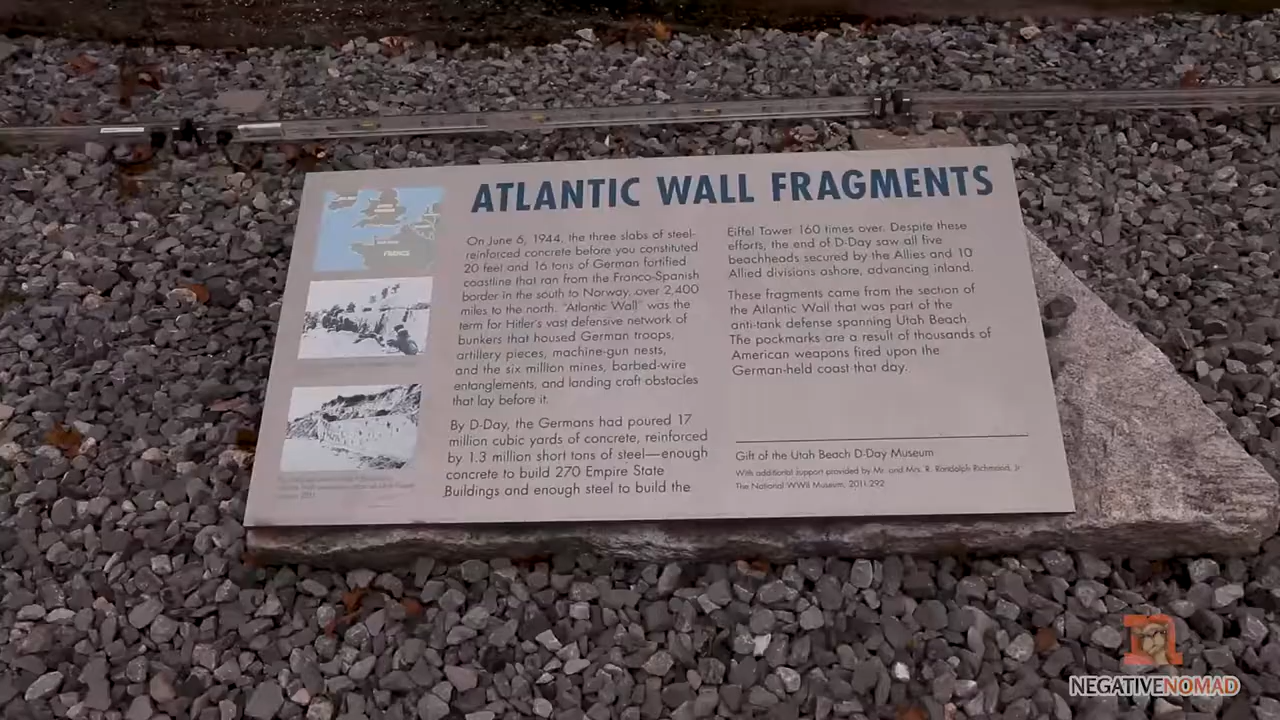 ATLANTIC WALL FRAGMENTS
On June 6, 1944, the three slabs of steel-
reinforced concrete before you constituted
20 feet and 16 tons of German fortified
coastline that ran from the Franco-Spanish
border in the south to Norway, over 2,400
miles to the north. "Atlantic Wall" was the
term for Hitler's vast defensive network of
bunkers that housed German troops,
artillery pieces, machine-gun nests,
and the six million mines, barbed-wire
entanglements, and landing craft obstacles
that lay before it.
By D-Day, the Germans had poured 17
million cubic yards of concrete, reinforced
by 1.3 million short tons of steel—enough
concrete to build 270 Empire State
Buildings and enough steel to build the
Eiffel Tower 160 times over. Despite these
efforts, the end of D-Day saw all five
beachheads secured by the Allies and 10
Allied divisions ashore, advancing inland.
These fragments came from the section of
the Atlantic Wall that was part of the
anti-tank defense spanning Utah Beach.
The pockmarks are a result of thousands of
American weapons fired upon the
German-held coast that day.
Gift of the Utah Beach D-Day Museum
With additional support provided by Mr. and Mrs. R. Randolph Richmond, Jr
The National WWII Museum, 2011.292
FRANCE
NEGATIVENOMAD